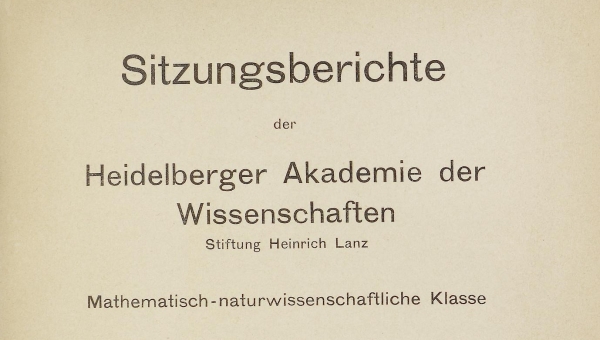 Sitzungsberichte
der
Heidelberger Akademie der
Wissenschaften
Stiftung Heinrich Lanz
Mathematisch-naturwissenschaftliche Klasse